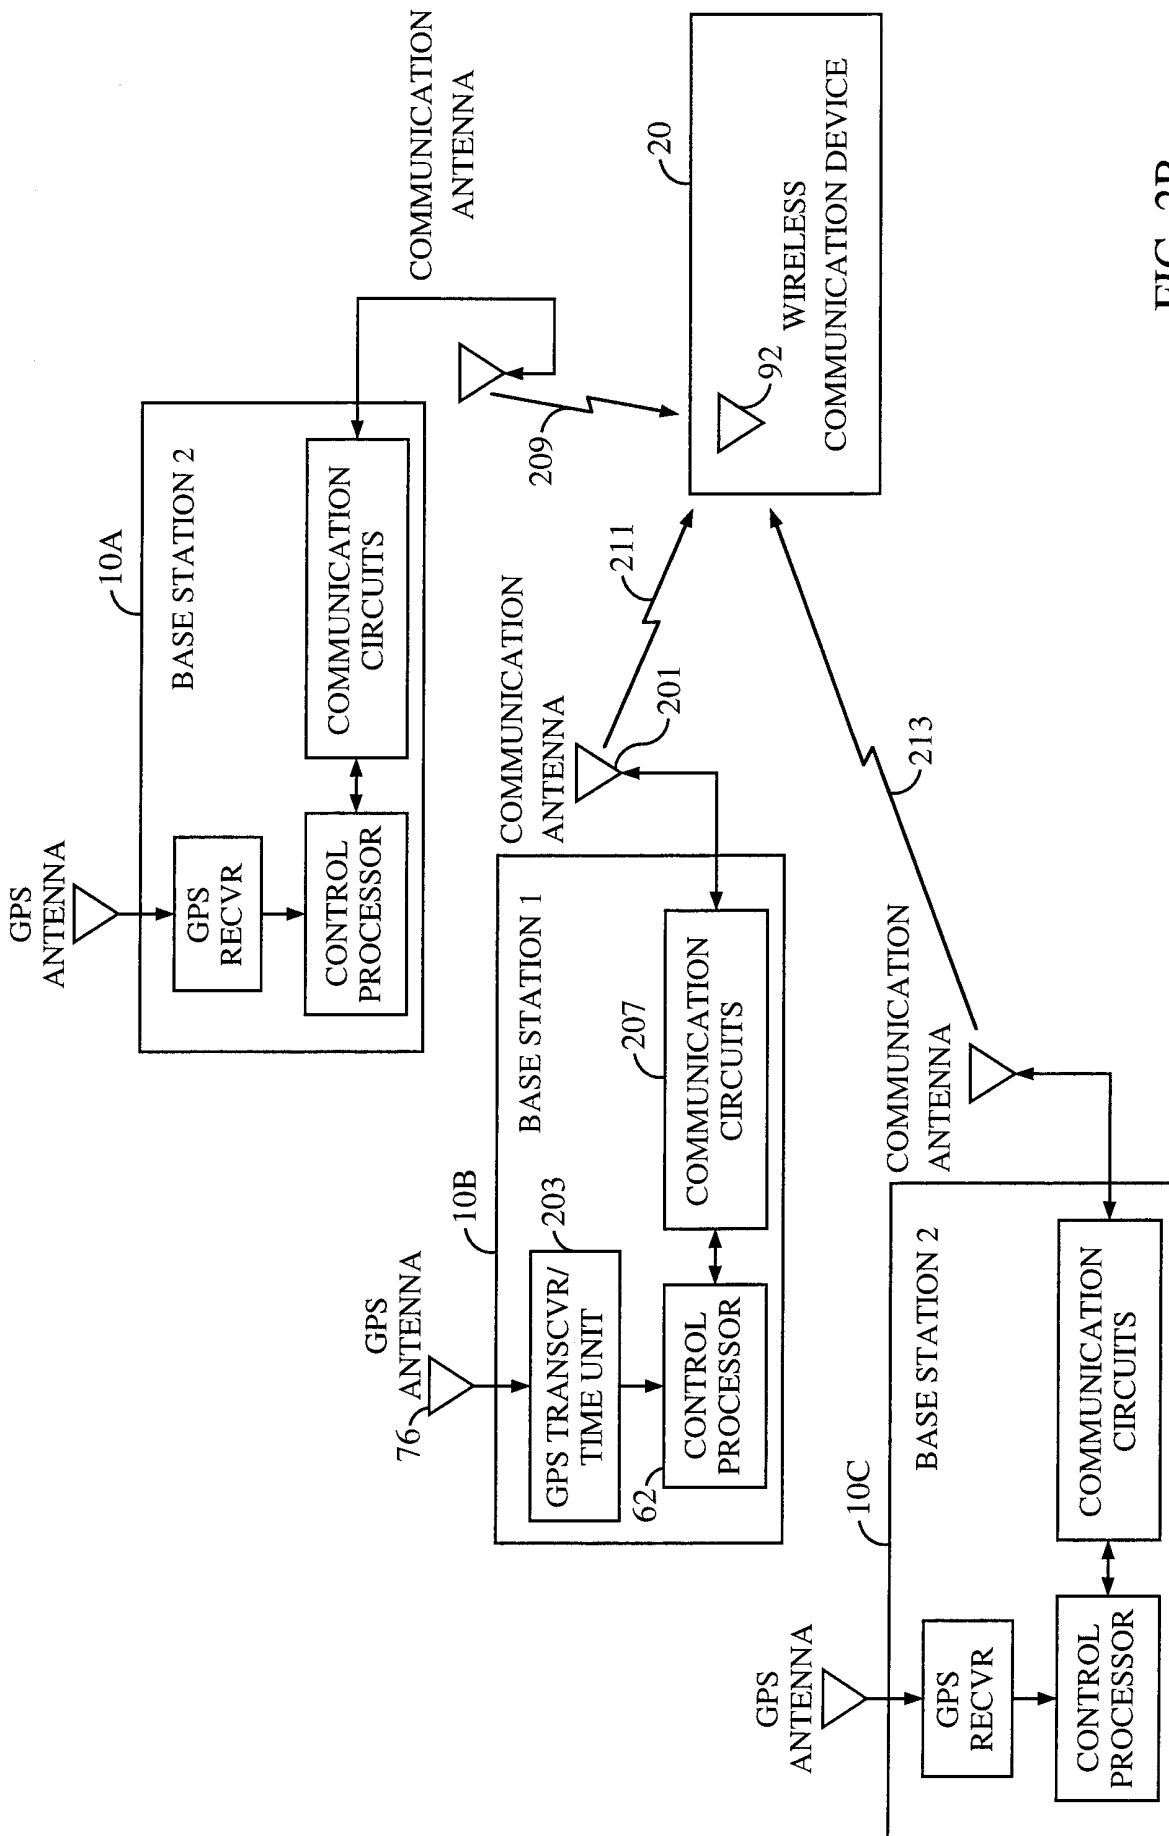 GPS
ANTENNA
10A
BASE STATION 2
GPS
RECVR
CONTROL
PROCESSOR
COMMUNICATION
CIRCUITS
COMMUNICATION
ANTENNA
209
GPS
ANTENNA
76
10B
BASE STATION 1
203
GPS TRANSCVR/
TIME UNIT
62
CONTROL
PROCESSOR
207
COMMUNICATION
CIRCUITS
COMMUNICATION
ANTENNA
201
211
20
92
WIRELESS
COMMUNICATION DEVICE
GPS
ANTENNA
10C
BASE STATION 2
GPS
RECVR
CONTROL
PROCESSOR
COMMUNICATION
CIRCUITS
COMMUNICATION
ANTENNA
213